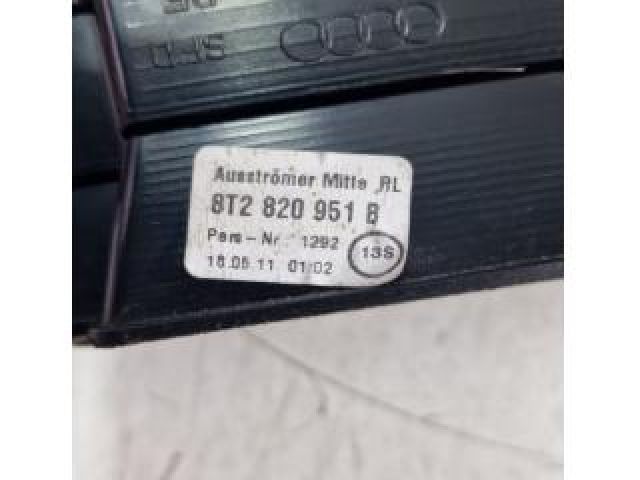 Ausströmer Mitte RL
8T2 820 951 B
Pers-Nr. 1292
13S
18.05.11 01:02